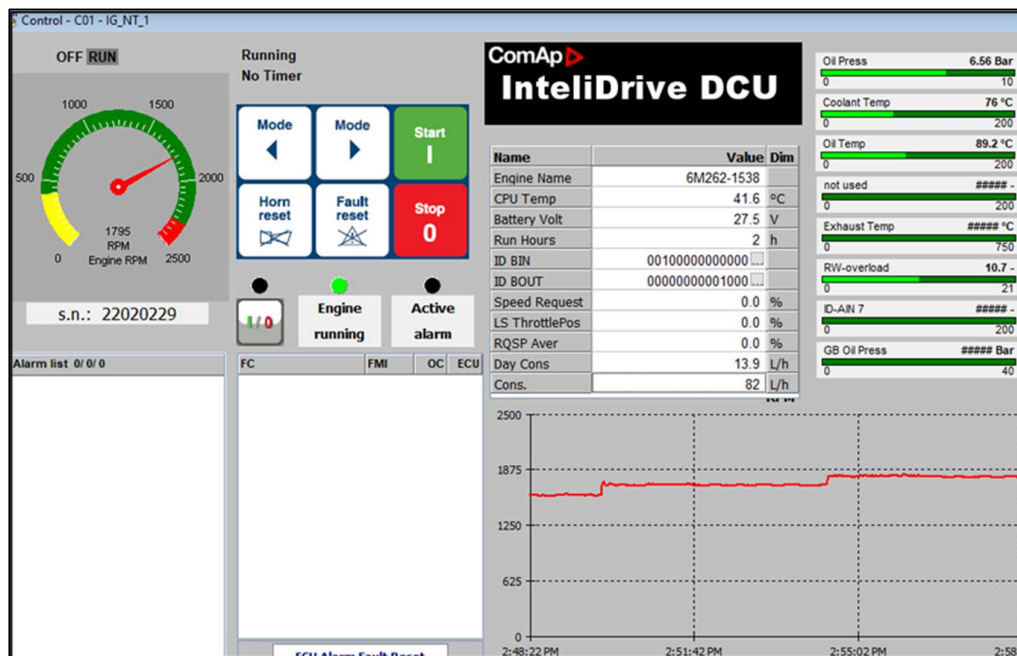 Control - C01 - IG_NT_1
OFF RUN
Running
No Timer
ComAp
InteliDrive DCU
500
1000
1500
2000
0
2500
1795
RPM
Engine RPM
s.n.: 22020229
Mode
Mode
Start
I
Horn
reset
Fault
reset
Stop
0
I/0
Engine
running
Active
alarm
Name Value Dim
Engine Name 6M262-1538
CPU Temp 41.6 °C
Battery Volt 27.5 V
Run Hours 2 h
ID BIN 00100000000000 ...
ID BOUT 00000000001000 ...
Speed Request 0.0 %
LS ThrottlePos 0.0 %
RQSP Aver 0.0 %
Day Cons 13.9 L/h
Cons. 82 L/h
Oil Press 6.56 Bar
0 10
Coolant Temp 76 °C
0 200
Oil Temp 89.2 °C
0 200
not used ##### -
0 200
Exhaust Temp ##### °C
0 750
RW-overload 10.7 -
0 21
ID-AIN 7 ##### -
0 200
GB Oil Press ##### Bar
0 40
Alarm list 0/ 0/ 0
FC FMI OC ECU
ECU Alarm Fault Reset
RPM
2500
1875
1250
625
0
2:48:22 PM 2:51:42 PM 2:55:02 PM 2:58